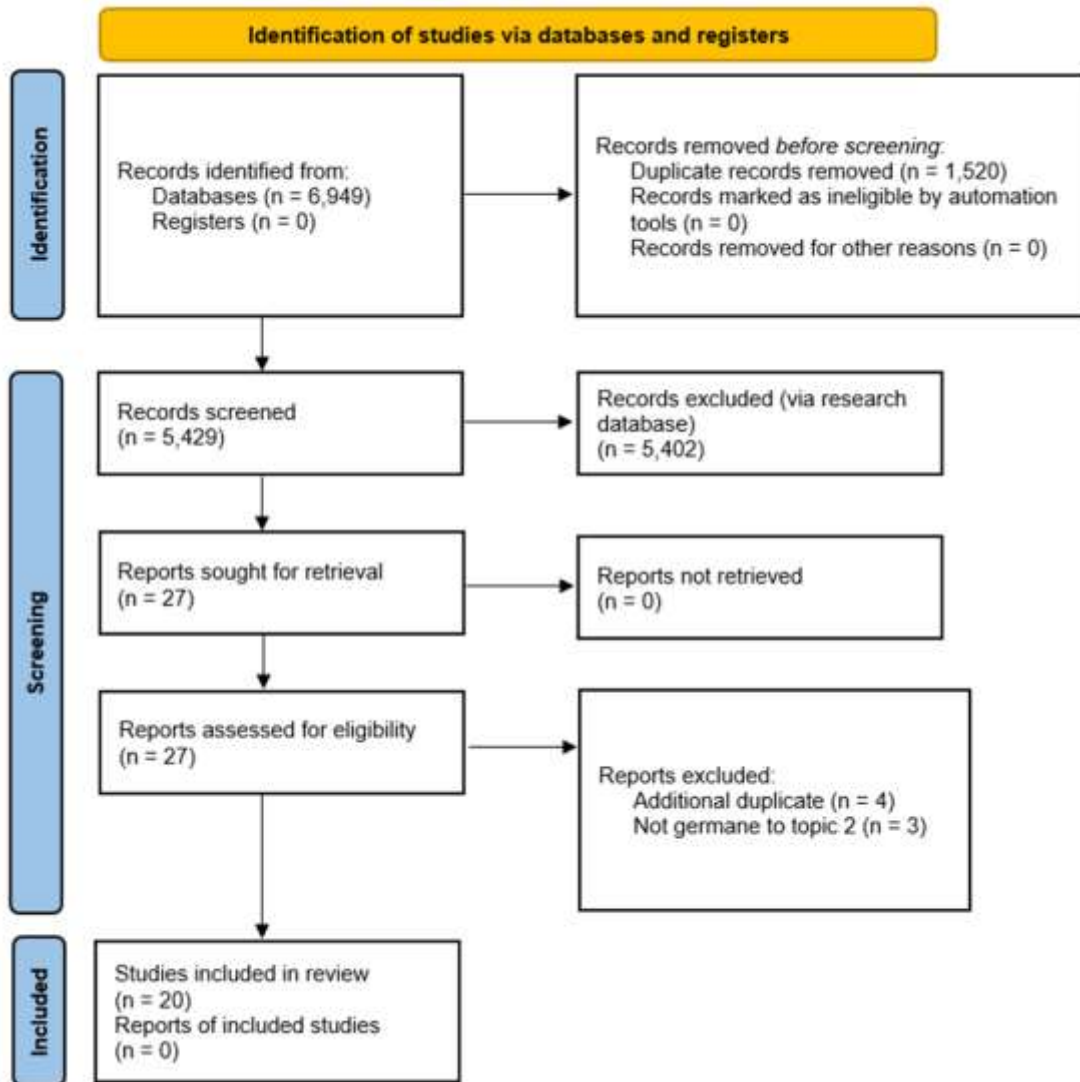 Identification of studies via databases and registers
Identification
Records identified from:
Databases (n = 6,949)
Registers (n = 0)
Records removed before screening:
Duplicate records removed (n = 1,520)
Records marked as ineligible by automation
tools (n = 0)
Records removed for other reasons (n = 0)
Screening
Records screened
(n = 5,429)
Records excluded (via research
database)
(n = 5,402)
Reports sought for retrieval
(n = 27)
Reports not retrieved
(n = 0)
Reports assessed for eligibility
(n = 27)
Reports excluded:
Additional duplicate (n = 4)
Not germane to topic 2 (n = 3)
Included
Studies included in review
(n = 20)
Reports of included studies
(n = 0)